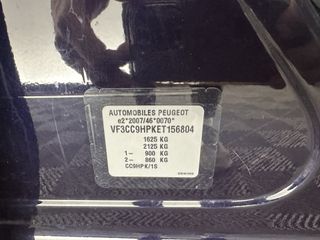 AUTOMOBILES PEUGEOT
e2*2007/46*0070*
VF3CC9HPKET156804
1625 KG
2125 KG
1- 900 KG
2- 860 KG
CC9HPK/1S